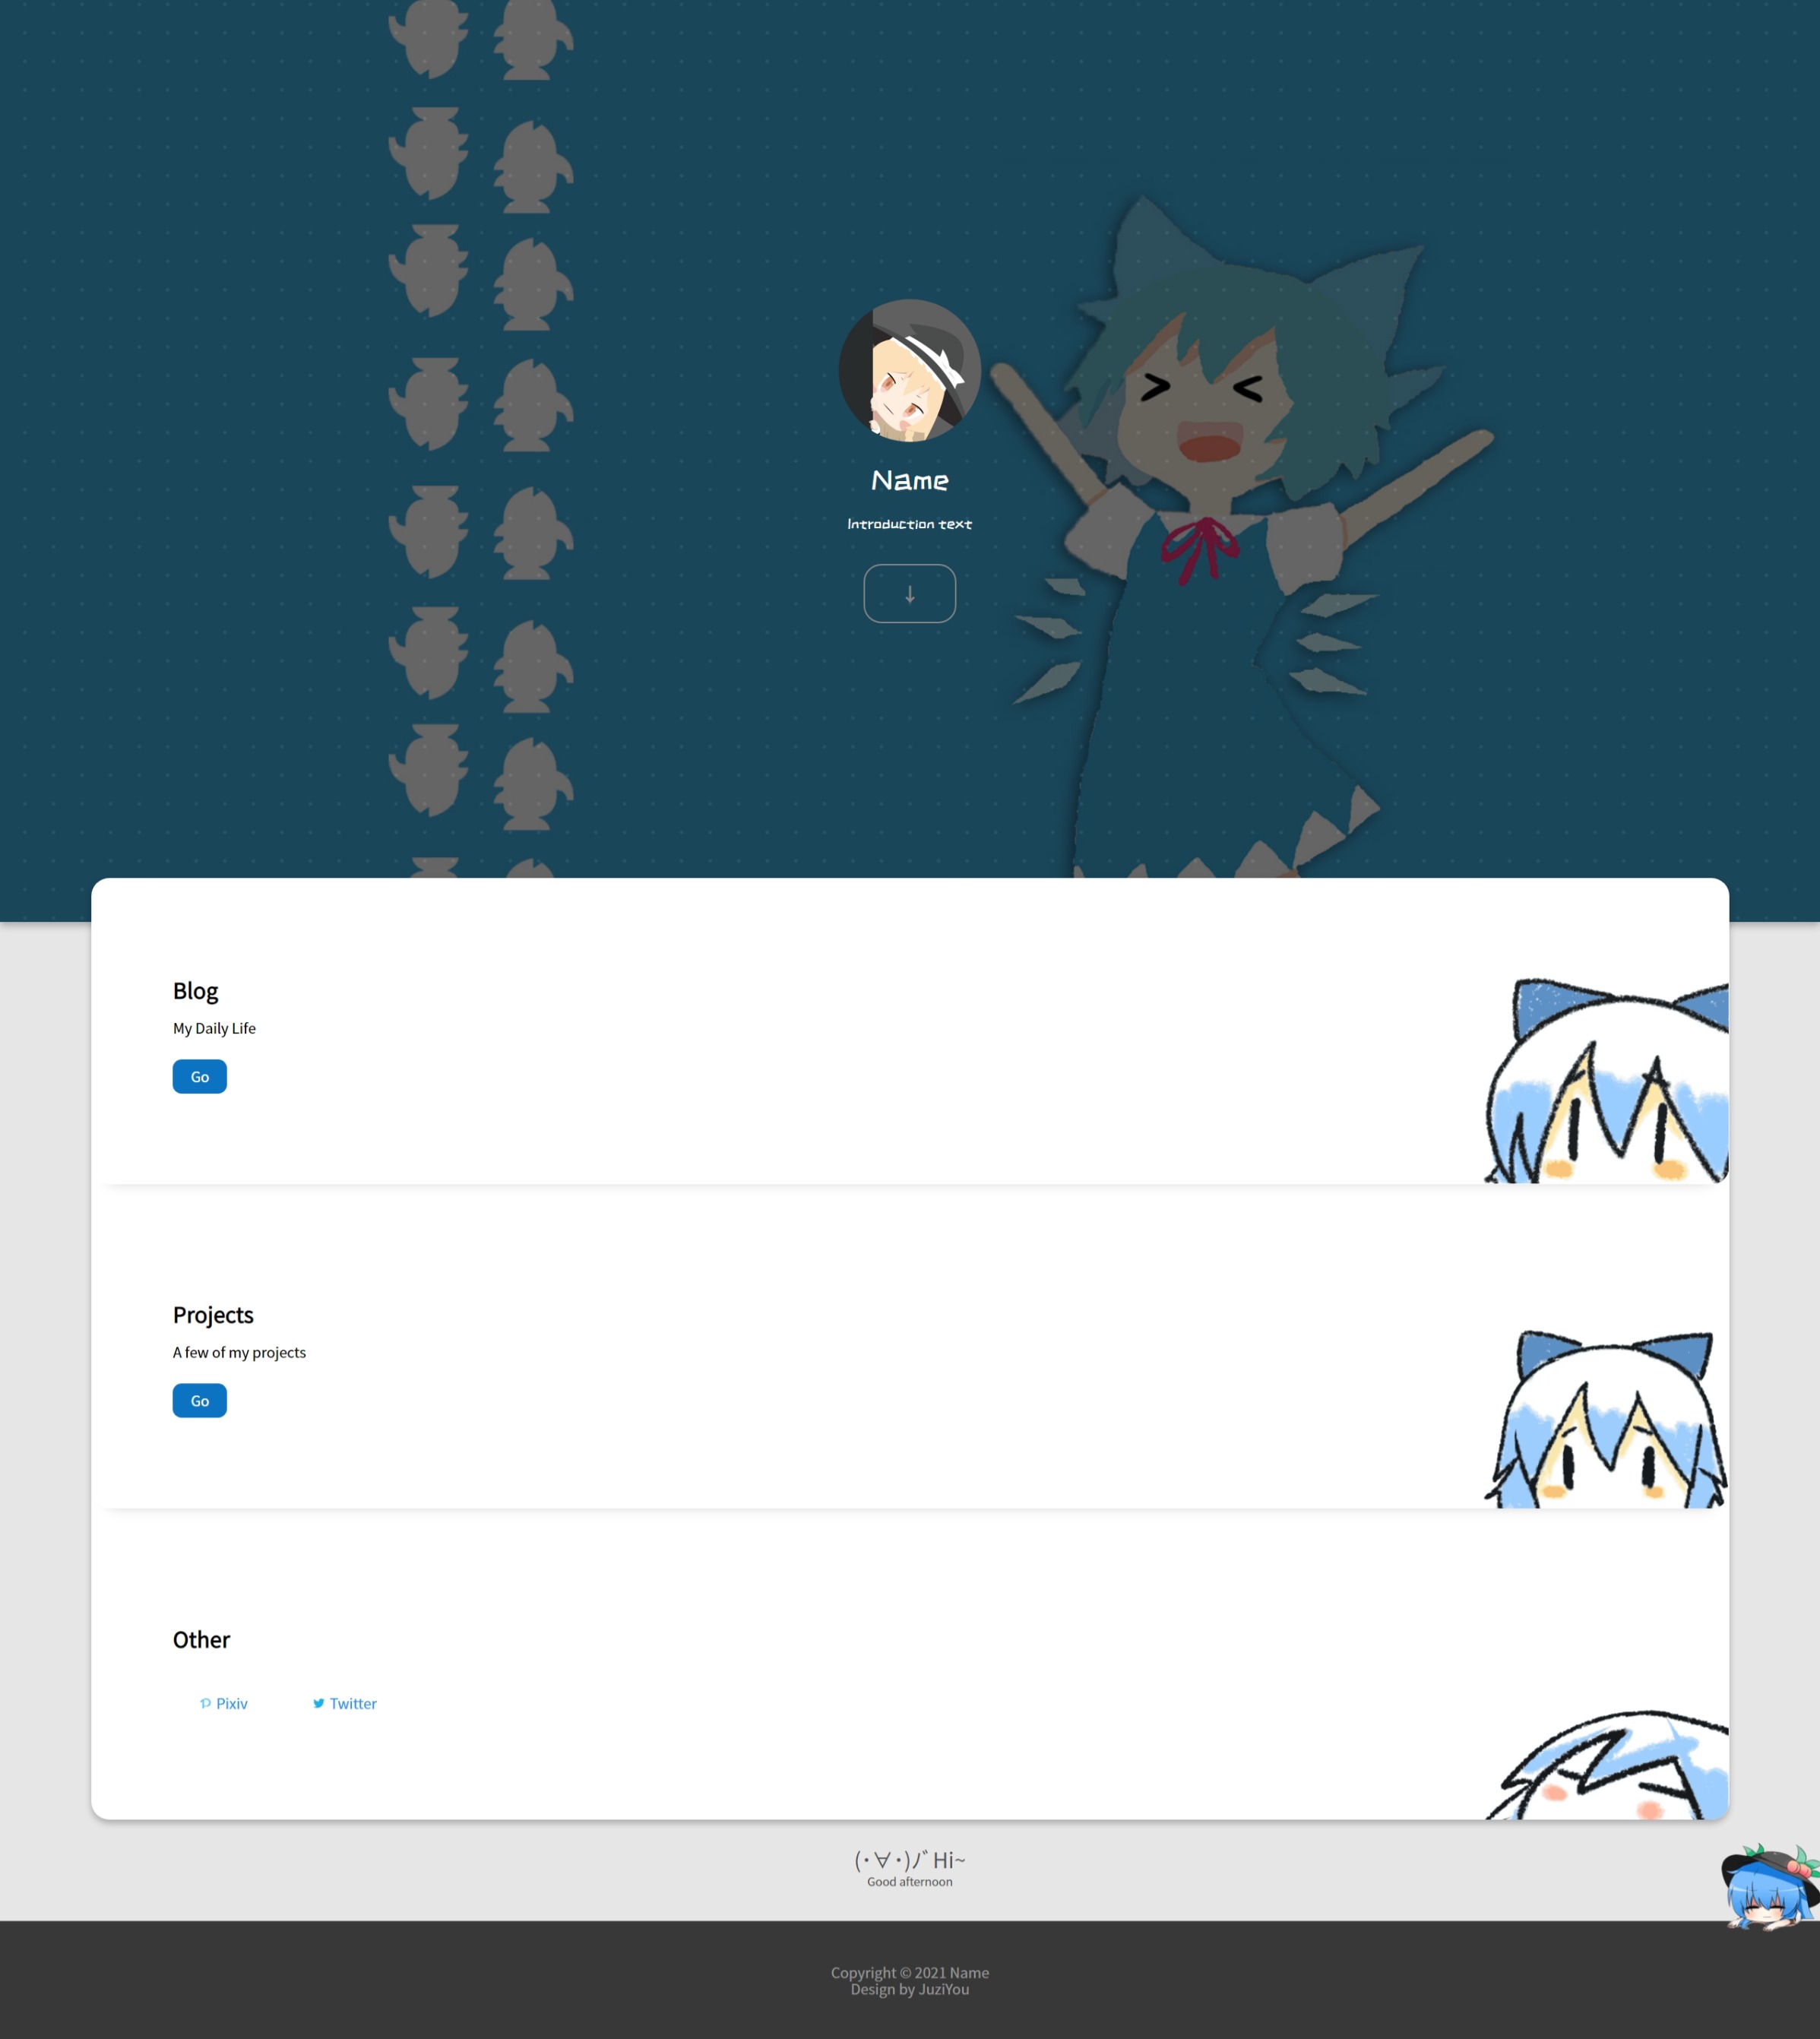 Name
Introduction text
↓
Blog
My Daily Life
Go
Projects
A few of my projects
Go
Other
Pixiv
Twitter
(･∀･)ﾉﾞ Hi~
Good afternoon
Copyright © 2021 Name
Design by JuziYou